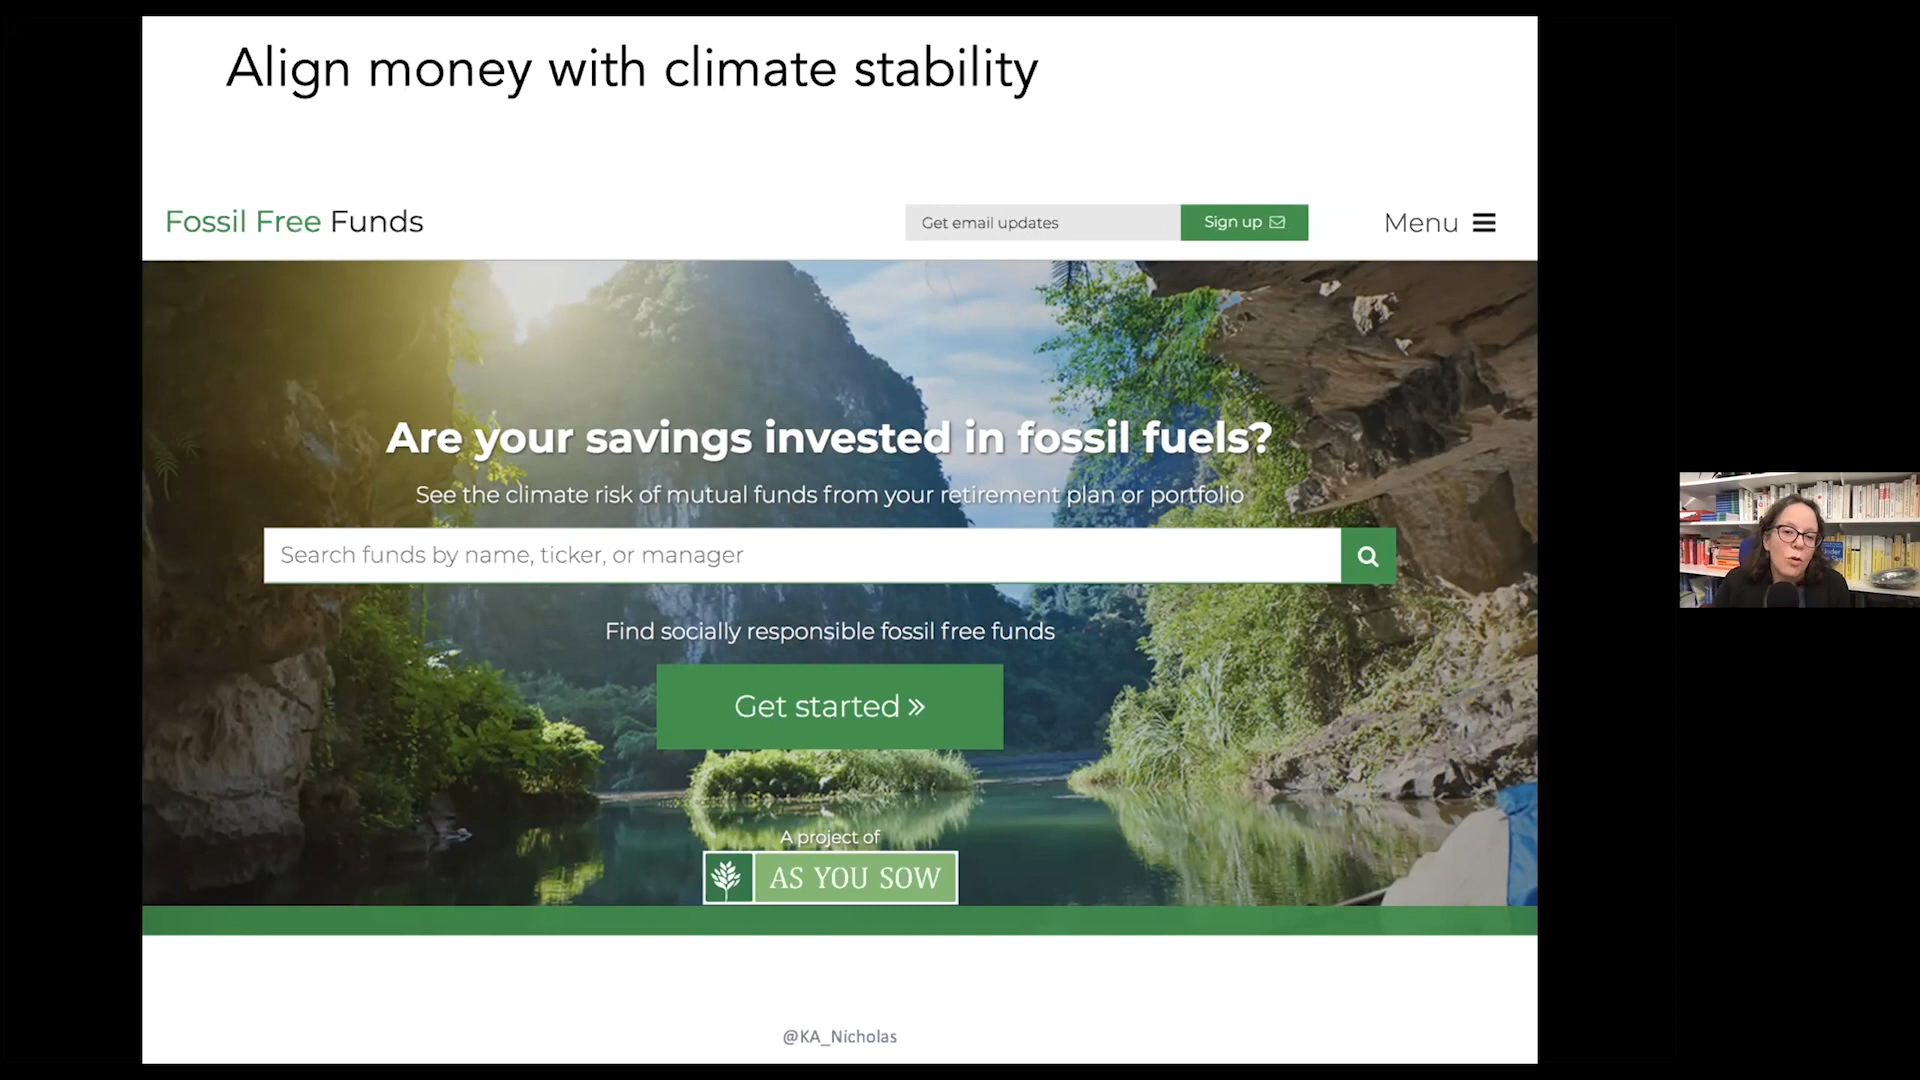 Align money with climate stability
Fossil Free Funds
Get email updates
Sign up
Menu
Are your savings invested in fossil fuels?
See the climate risk of mutual funds from your retirement plan or portfolio
Search funds by name, ticker, or manager
Find socially responsible fossil free funds
Get started »
A project of
AS YOU SOW
@KA_Nicholas